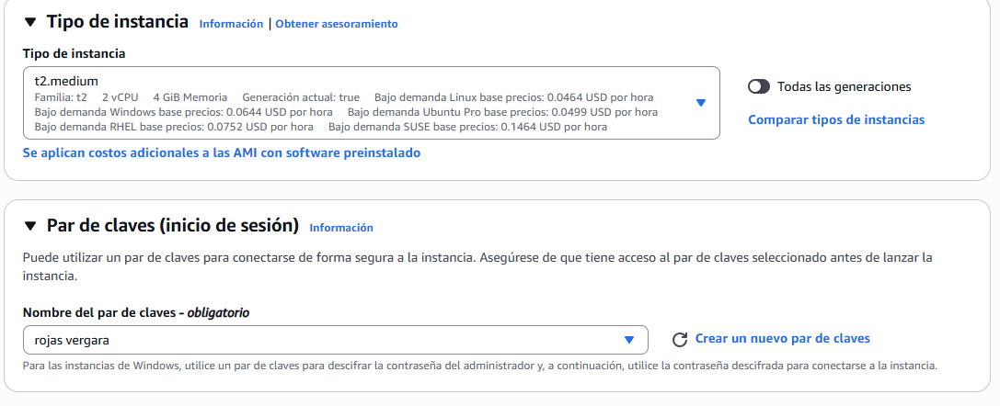 Tipo de instancia Información | Obtener asesoramiento
Tipo de instancia
t2.medium
Familia: t2 2 vCPU 4 GiB Memoria Generación actual: true Bajo demanda Linux base precios: 0.0464 USD por hora
Bajo demanda Windows base precios: 0.0644 USD por hora Bajo demanda Ubuntu Pro base precios: 0.0499 USD por hora
Bajo demanda RHEL base precios: 0.0752 USD por hora Bajo demanda SUSE base precios: 0.1464 USD por hora
Todas las generaciones
Comparar tipos de instancias
Se aplican costos adicionales a las AMI con software preinstalado
Par de claves (inicio de sesión) Información
Puede utilizar un par de claves para conectarse de forma segura a la instancia. Asegúrese de que tiene acceso al par de claves seleccionado antes de lanzar la
instancia.
Nombre del par de claves - obligatorio
rojas vergara
Crear un nuevo par de claves
Para las instancias de Windows, utilice un par de claves para descifrar la contraseña del administrador y, a continuación, utilice la contraseña descifrada para conectarse a la instancia.